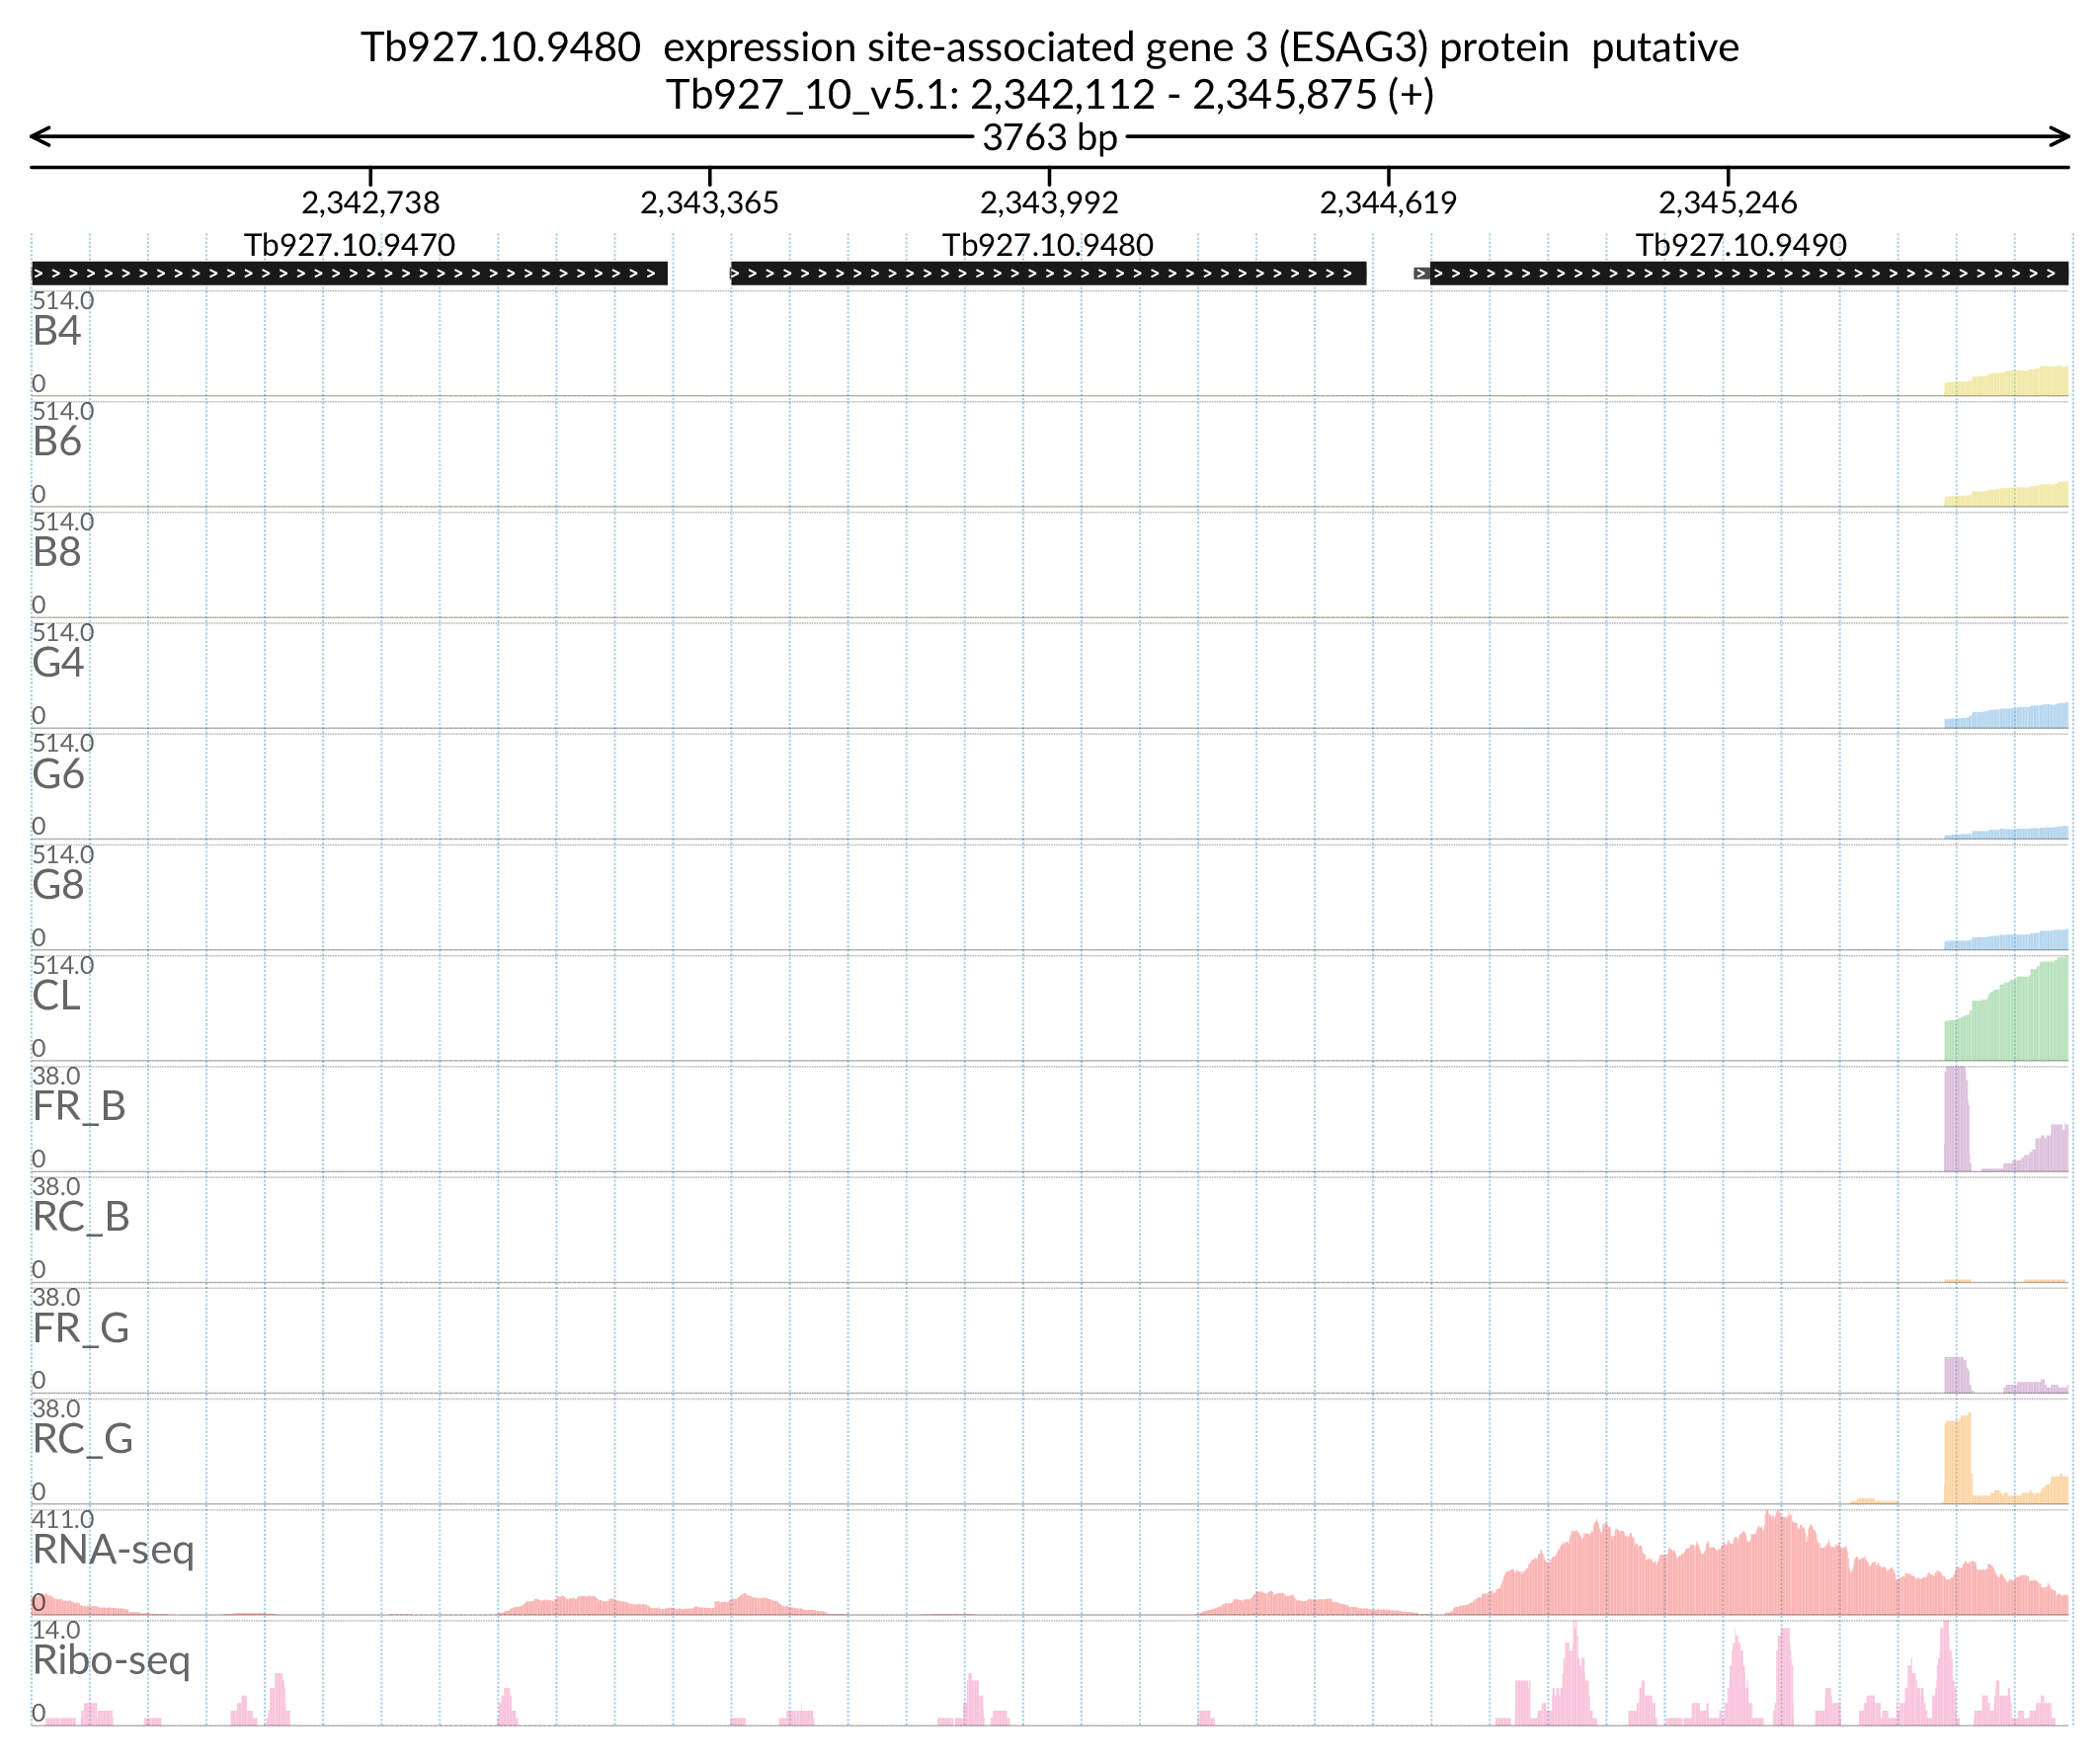 Tb927.10.9480  expression site-associated gene 3 (ESAG3) protein  putative
Tb927_10_v5.1: 2,342,112 - 2,345,875 (+)
3763 bp
2,342,738 2,343,365 2,343,992 2,344,619 2,345,246
Tb927.10.9470 Tb927.10.9480 Tb927.10.9490
514.0
B4
0
514.0
B6
0
514.0
B8
0
514.0
G4
0
514.0
G6
0
514.0
G8
0
514.0
CL
0
38.0
FR_B
0
38.0
RC_B
0
38.0
FR_G
0
38.0
RC_G
0
411.0
RNA-seq
0
14.0
Ribo-seq
0